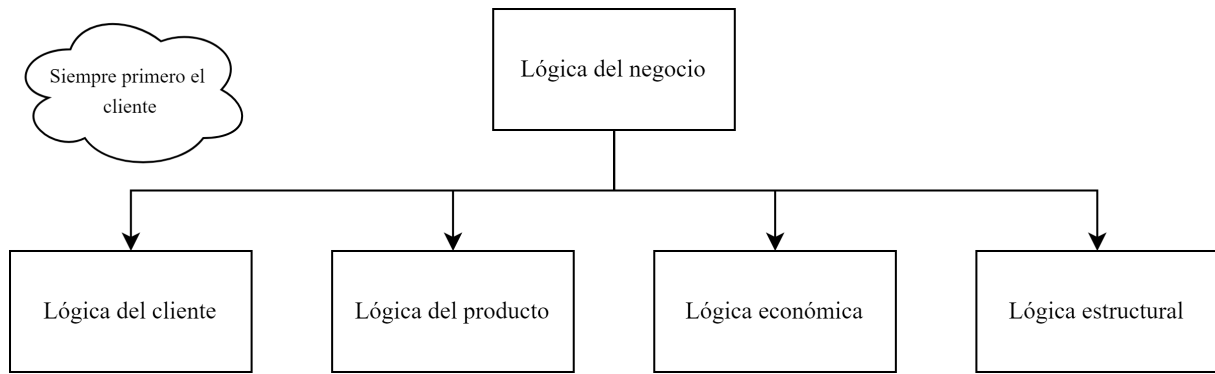 Siempre primero el
cliente
Lógica del negocio
Lógica del cliente
Lógica del producto
Lógica económica
Lógica estructural